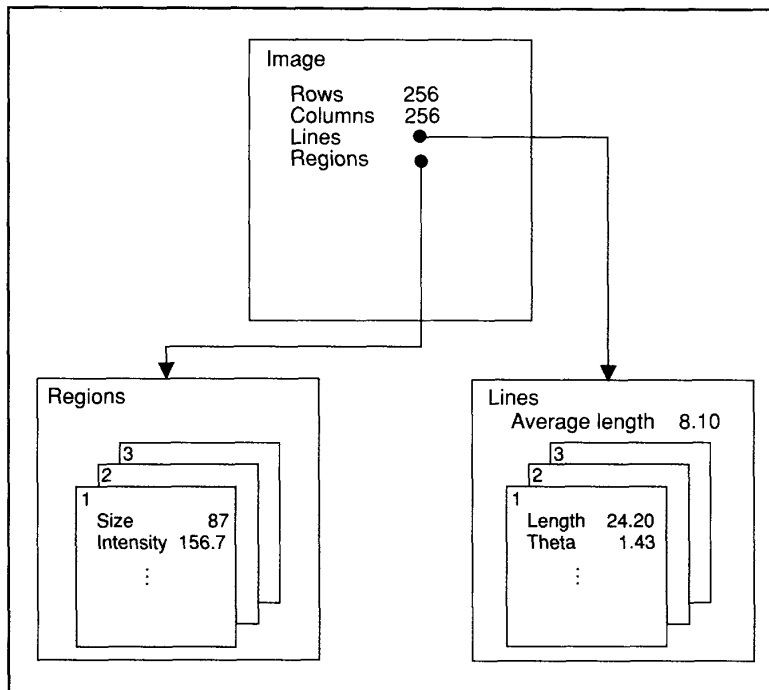 Image
Rows 256
Columns 256
Lines
Regions
Regions
3
2
1
Size 87
Intensity 156.7
⋮
Lines
Average length 8.10
3
2
1
Length 24.20
Theta 1.43
⋮